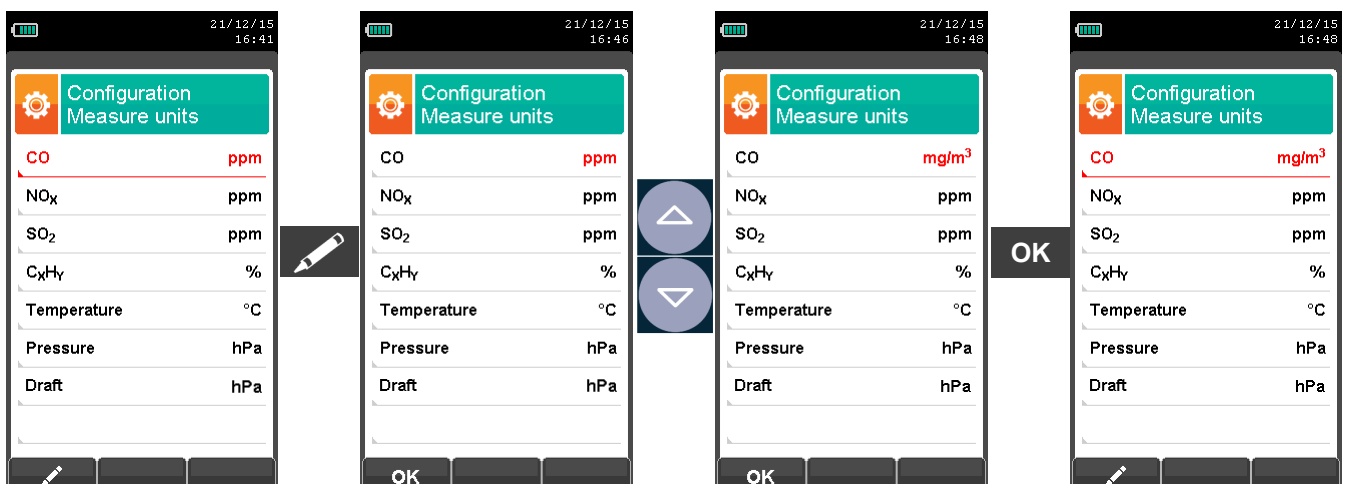 21/12/15
16:41
Configuration
Measure units
CO ppm
NOX ppm
SO2 ppm
CXHY %
Temperature °C
Pressure hPa
Draft hPa
21/12/15
16:46
Configuration
Measure units
CO ppm
NOX ppm
SO2 ppm
CXHY %
Temperature °C
Pressure hPa
Draft hPa
OK
21/12/15
16:48
Configuration
Measure units
CO mg/m³
NOX ppm
SO2 ppm
CXHY %
Temperature °C
Pressure hPa
Draft hPa
OK
OK
21/12/15
16:48
Configuration
Measure units
CO mg/m³
NOX ppm
SO2 ppm
CXHY %
Temperature °C
Pressure hPa
Draft hPa